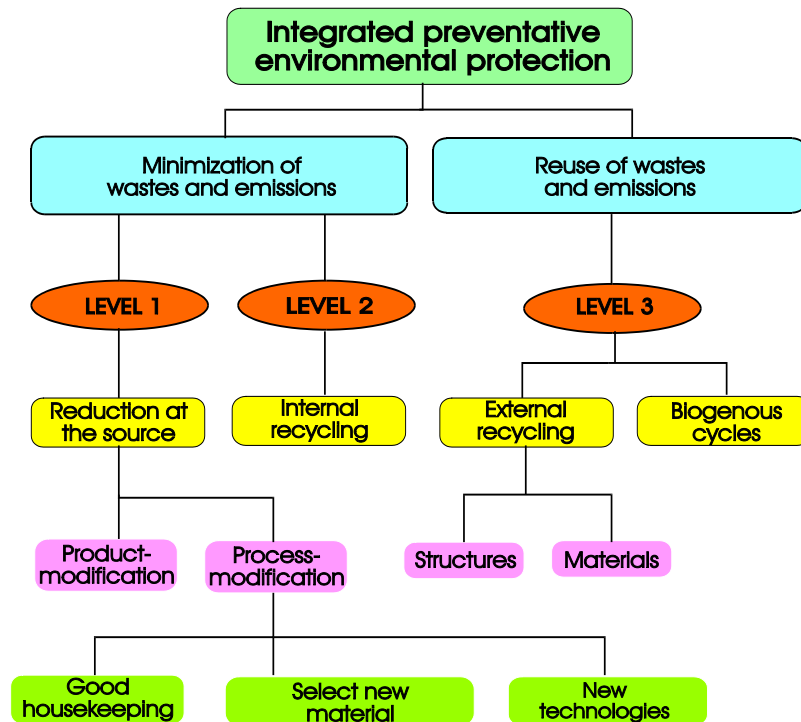 Integrated preventative
environmental protection
Minimization of
wastes and emissions
Reuse of wastes
and emissions
LEVEL 1
LEVEL 2
LEVEL 3
Reduction at
the source
Internal
recycling
External
recycling
Biogenous
cycles
Product-
modification
Process-
modification
Structures
Materials
Good
housekeeping
Select new
material
New
technologies